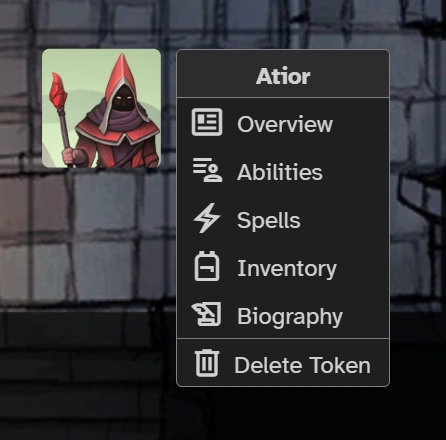 Atior
Overview
Abilities
Spells
Inventory
Biography
Delete Token